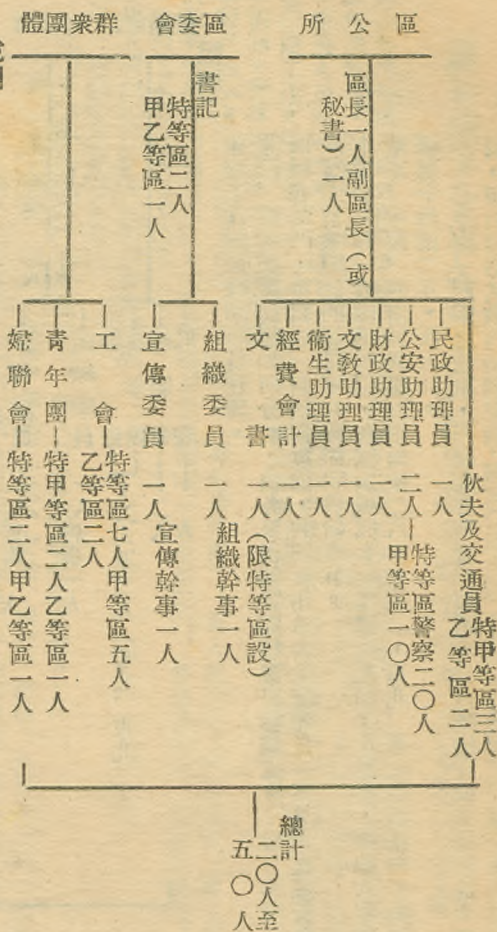 區公所
區長一人副區長（或
秘書）一人
伙夫及交通員
特甲等區三人
乙等區二人
民政助理員　一人
公安助理員　二人
特等區警察二〇人
甲等區一〇人
財政助理員　一人
文敎助理員　一人
衞生助理員　一人
經費會計　一人
文書　一人（限特等區設）
區委會
書記
特等區二人
甲乙等區一人
組織委員　一人
組織幹事一人
宣傳委員　一人
宣傳幹事一人
群衆團體
工會
特等區七人甲等區五人
乙等區二人
靑年團
特甲等區二人乙等區一人
婦聯會
特等區二人甲乙等區一人
總計
二〇人至
五〇人